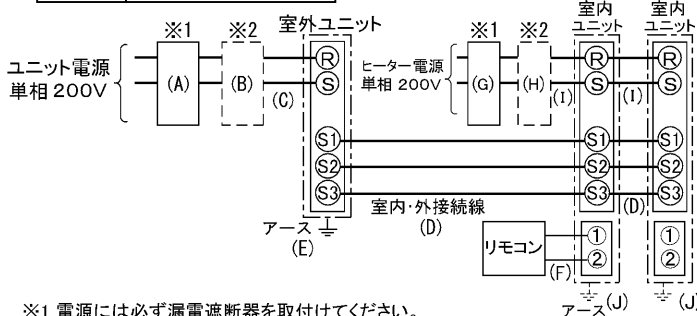 室内 室内
※1 ※2 室外ユニット ※1 ※2 ユニット ユニット
ユニット電源 単相 200V
(A) (B) (C) R S
ヒーター電源 単相 200V
(G) (H) (I) R S (I) R S
S1 S1 S1
S2 S2 S2
S3 S3 S3
室内・外接続線 (D) (D)
アース (E)
リモコン (F) ① ② ① ②
アース (J) (J)
※1 電源には必ず漏電遮断器を取付けてください。